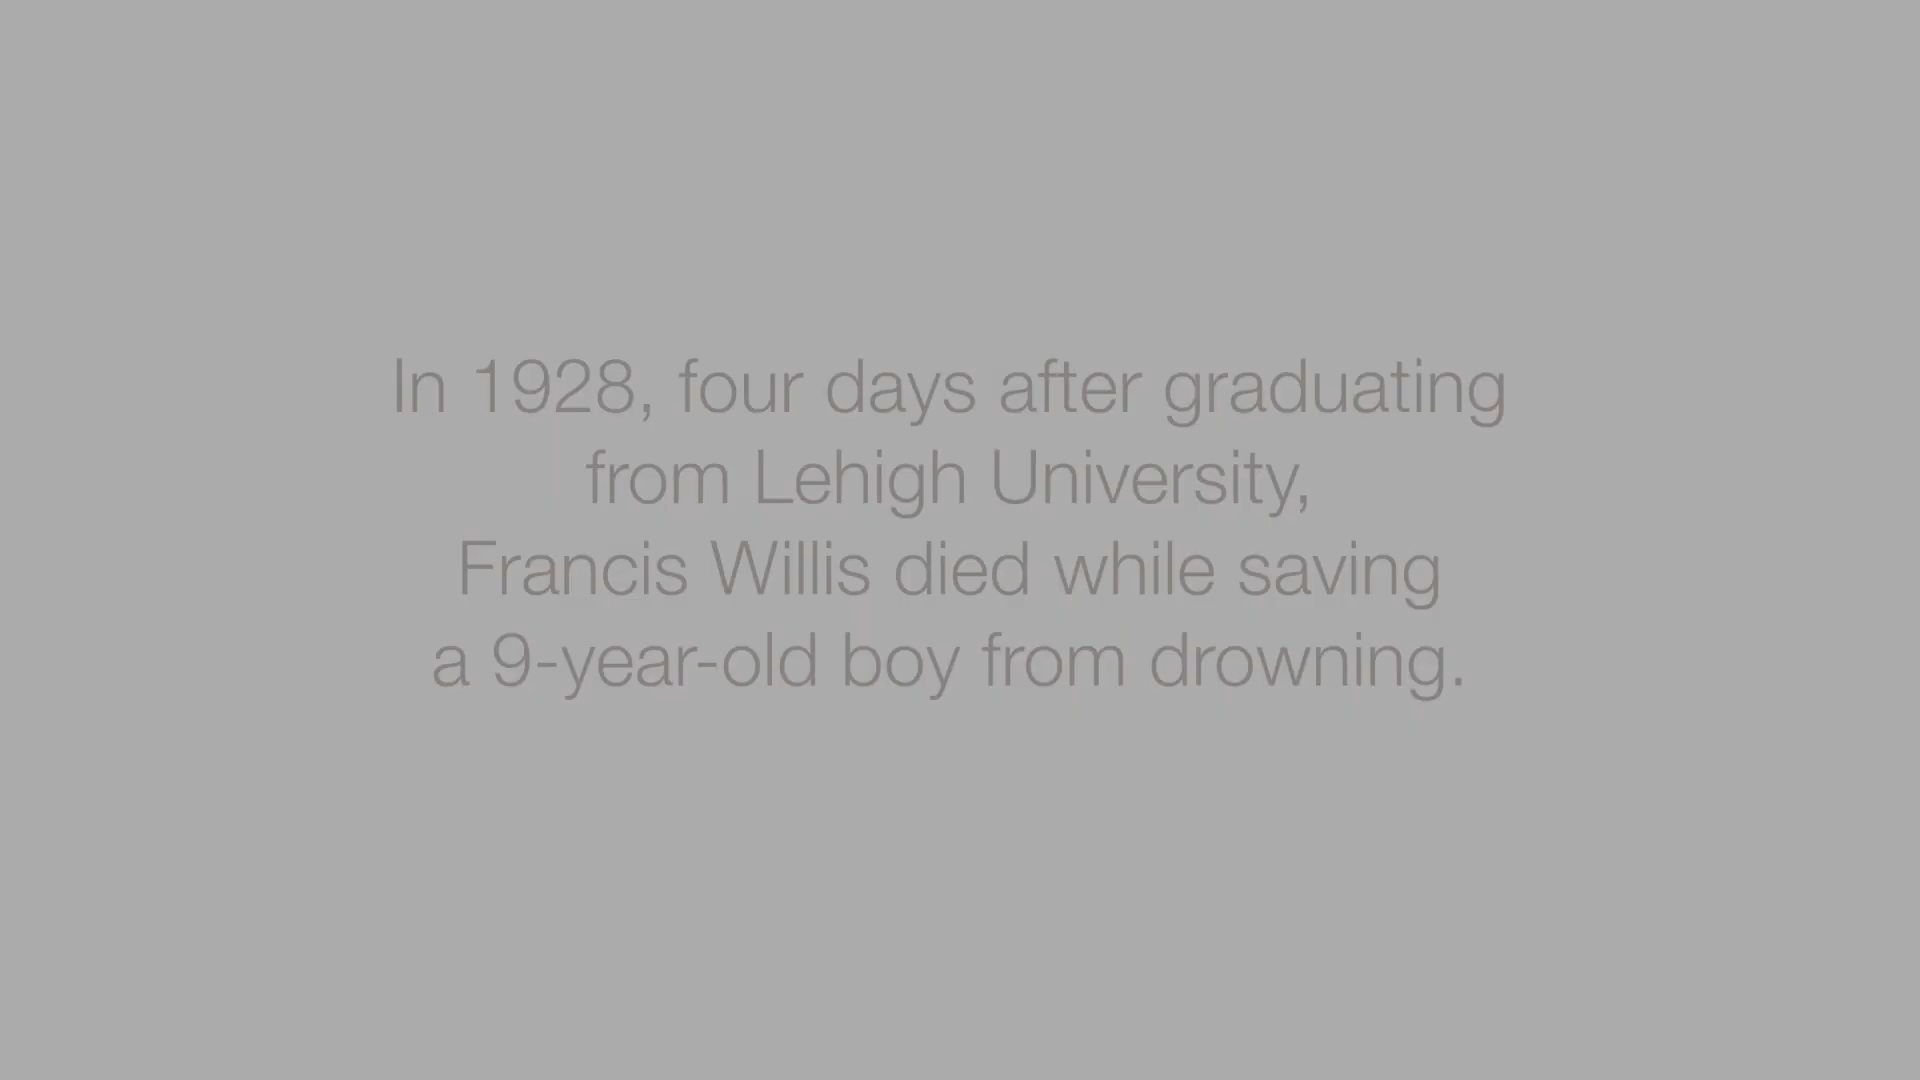 In 1928, four days after graduating
from Lehigh University,
Francis Willis died while saving
a 9-year-old boy from drowning.